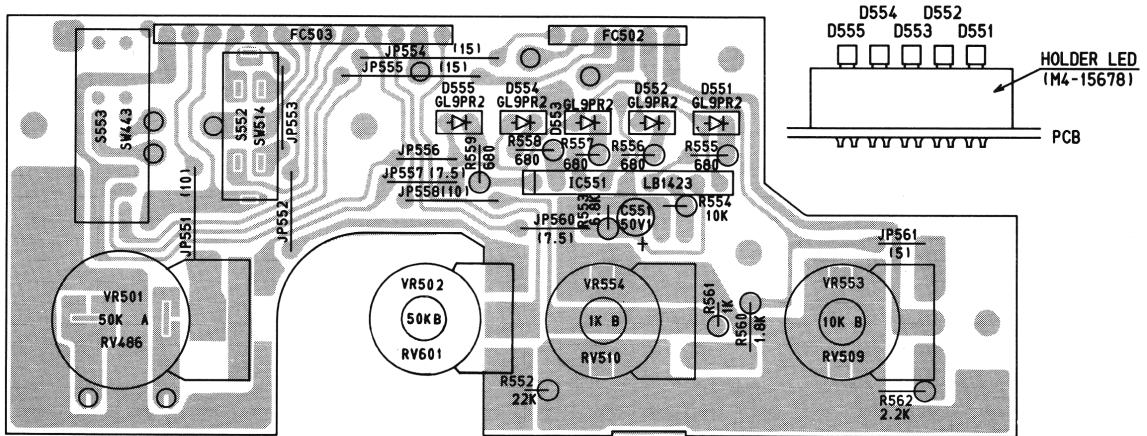 FC503
FC502
JP554 (15)
JP555 (15)
S553
SW443
S552
SW514
JP553
D555
GL9PR2
D554
GL9PR2
D553
GL9PR2
D552
GL9PR2
D551
GL9PR2
R559
680
R558
680
R557
680
R556
680
R555
680
JP556
JP557 (7.5)
JP558(10)
IC551 LB1423
JP551 (10)
JP552
JP560
(7.5)
R553
6.8K
C551
50V1
+
R554
10K
JP561
(5)
VR501
50K A
RV486
VR502
50KB
RV601
VR554
1K B
RV510
R561
1K
R560
1.8K
VR553
10K B
RV509
R552
22K
R562
2.2K
D554 D552
D555 D553 D551
HOLDER LED
(M4-15678)
PCB